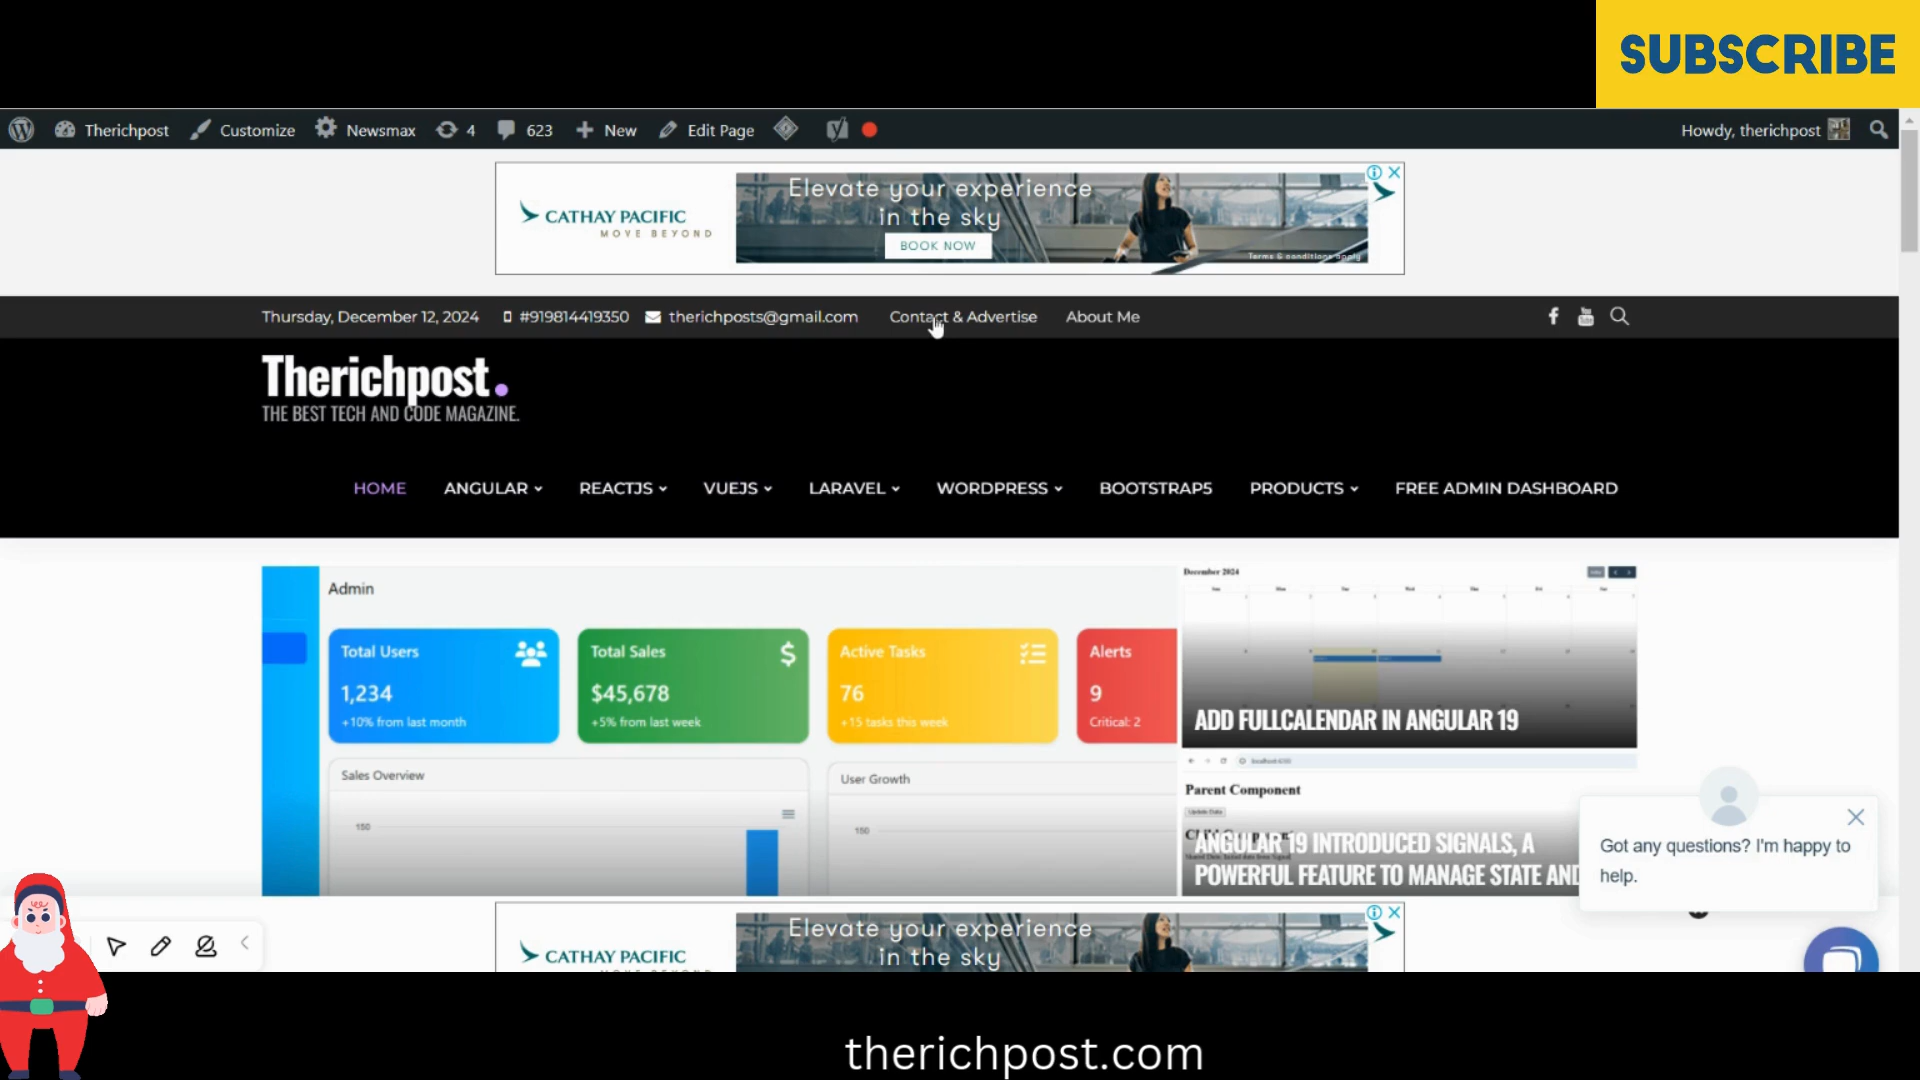 SUBSCRIBE
Therichpost Customize Newsmax 4 623 New Edit Page Howdy, therichpost
Elevate your experience
in the sky
CATHAY PACIFIC
MOVE BEYOND
BOOK NOW
Terms & conditions apply
Thursday, December 12, 2024 #919814419350 therichposts@gmail.com Contact & Advertise About Me
Therichpost.
THE BEST TECH AND CODE MAGAZINE.
HOME ANGULAR REACTJS VUEJS LARAVEL WORDPRESS BOOTSTRAP5 PRODUCTS FREE ADMIN DASHBOARD
Admin
Total Users
1,234
+10% from last month
Total Sales
$45,678
+5% from last week
Active Tasks
76
+15 tasks this week
Alerts
9
Critical: 2
Sales Overview
150
User Growth
150
December 2024
ADD FULLCALENDAR IN ANGULAR 19
Parent Component
Update Data
ANGULAR 19 INTRODUCED SIGNALS, A
POWERFUL FEATURE TO MANAGE STATE AND
Got any questions? I'm happy to
help.
Elevate your experience
in the sky
CATHAY PACIFIC
therichpost.com